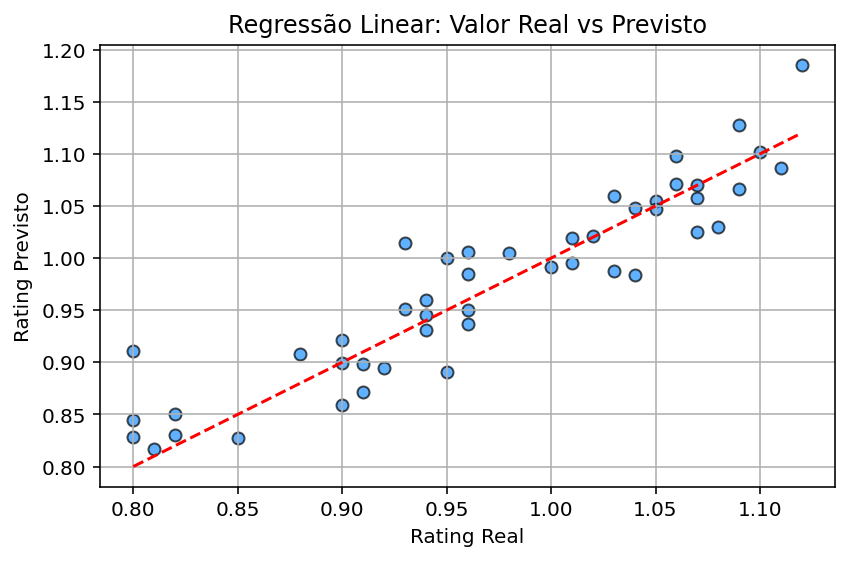 Regressão Linear: Valor Real vs Previsto
1.20
1.15
1.10
1.05
1.00
0.95
0.90
0.85
0.80
Rating Previsto
0.80 0.85 0.90 0.95 1.00 1.05 1.10
Rating Real